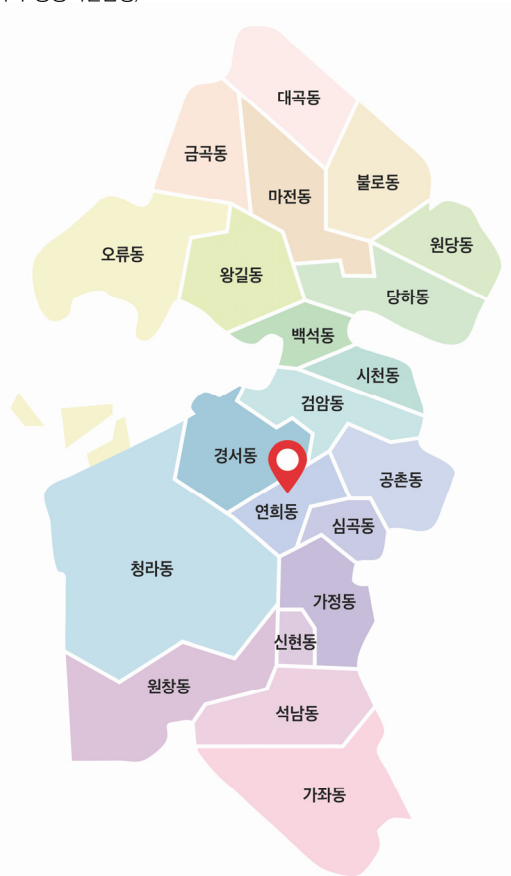 대곡동
금곡동
마전동
불로동
오류동
왕길동
원당동
당하동
백석동
시천동
검암동
경서동
공촌동
연희동
심곡동
청라동
가정동
신현동
원창동
석남동
가좌동